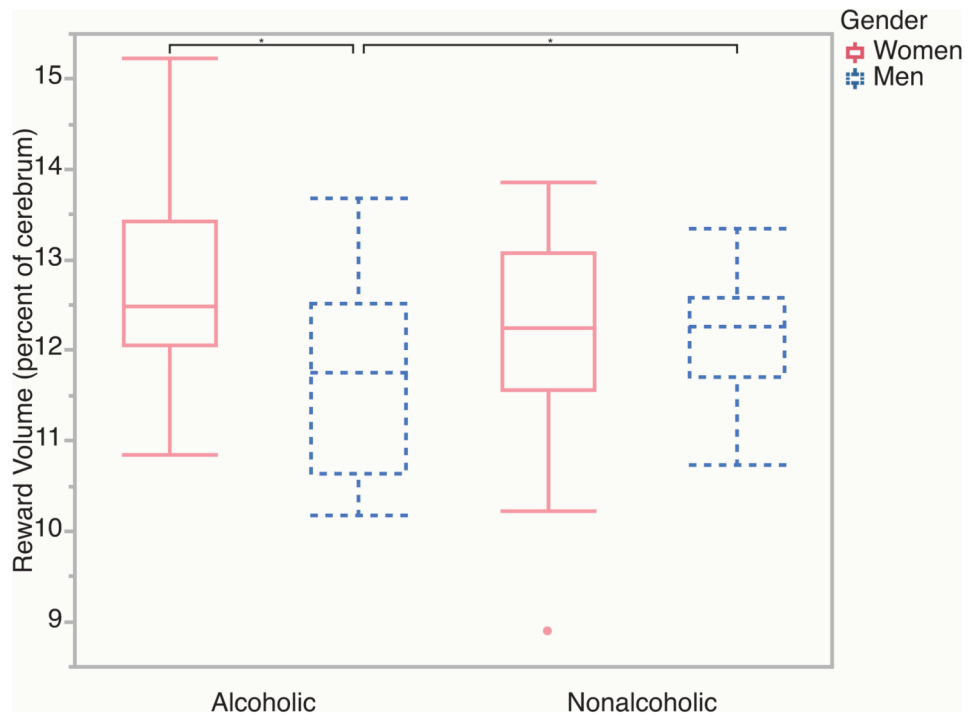 Gender
Women
Men
*
*
Reward Volume (percent of cerebrum)
15
14
13
12
11
10
9
Alcoholic
Nonalcoholic